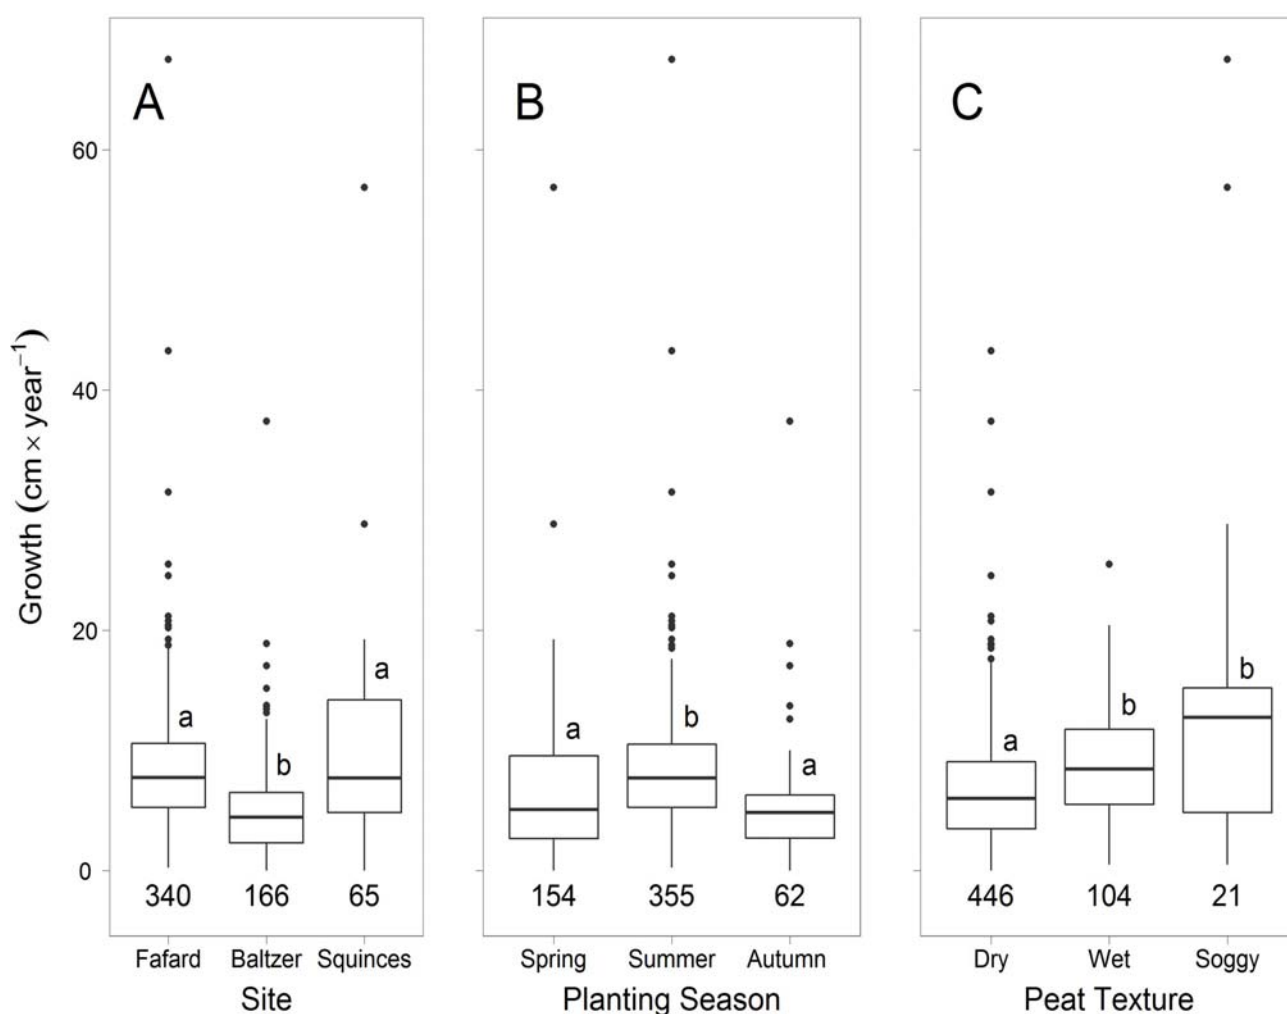 A
B
C
60
40
20
0
Growth (cm × year⁻¹)
a
b
a
a
b
a
a
b
b
340 166 65
154 355 62
446 104 21
Fafard Baltzer Squinces
Spring Summer Autumn
Dry Wet Soggy
Site
Planting Season
Peat Texture